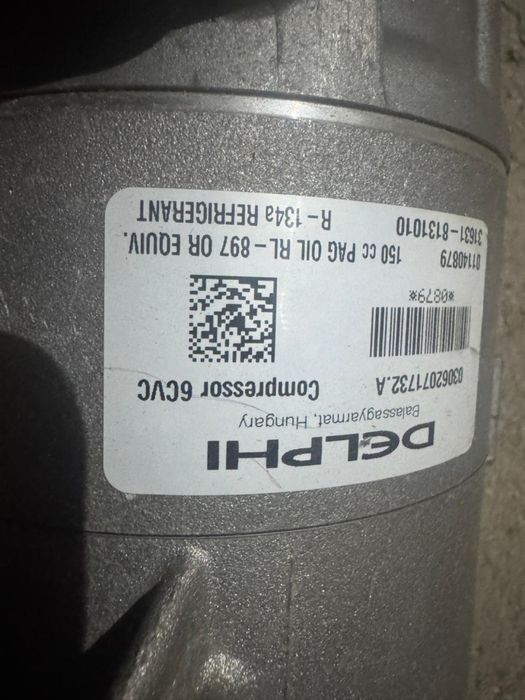 DELPHI
Balassagyarmat, Hungary
03062071732.A
Compressor 6CVC
*0879*
01140879
150 cc PAG OIL RL-897 OR EQUIV.
31631-8131010
R-134a REFRIGERANT